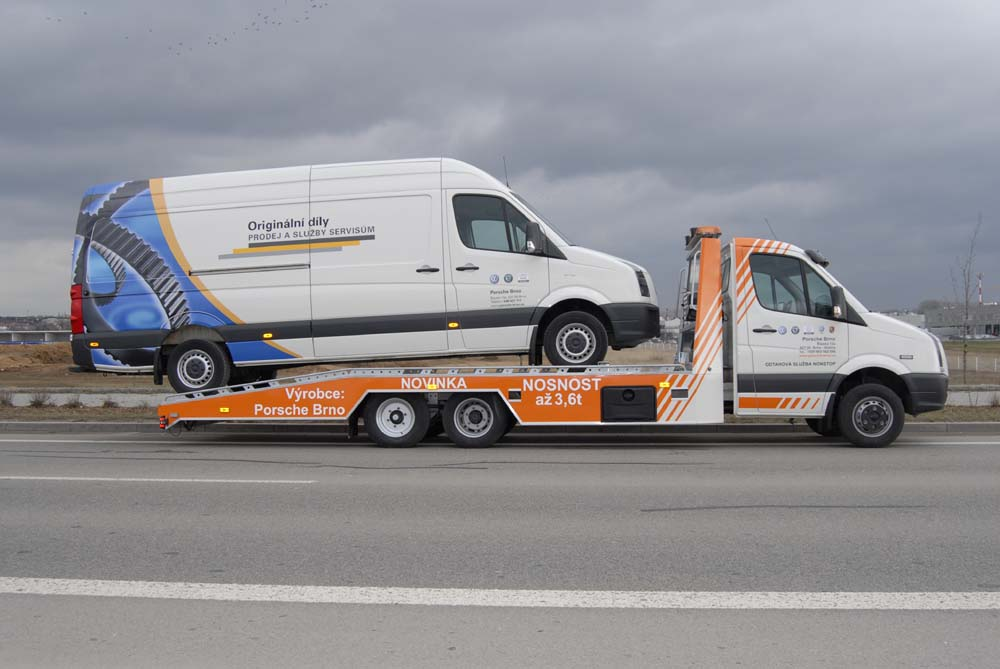 Originální díly
PRODEJ A SLUŽBY SERVISŮM
Porsche Brno
Porsche Brno
ODTAHOVÁ SLUŽBA NONSTOP
NOVINKA
NOSNOST
až 3,6t
Výrobce:
Porsche Brno